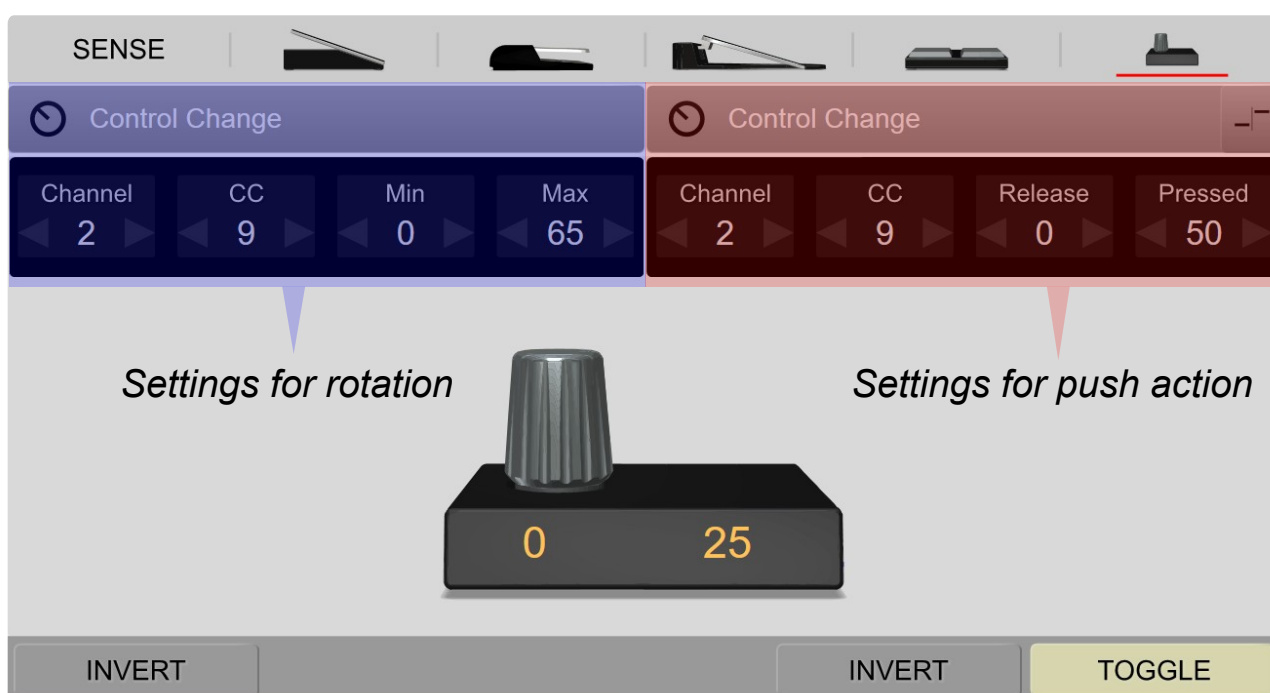 SENSE
Control Change Control Change
Channel CC Min Max Channel CC Release Pressed
2 9 0 65 2 9 0 50
Settings for rotation Settings for push action
0 25
INVERT INVERT TOGGLE